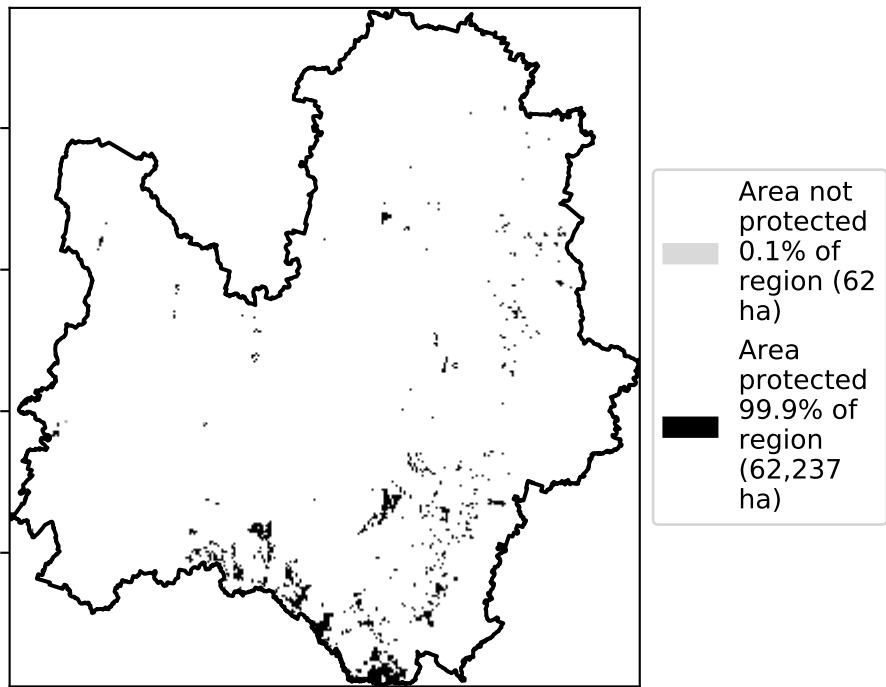 Area not
protected
0.1% of
region (62
ha)
Area
protected
99.9% of
region
(62,237
ha)